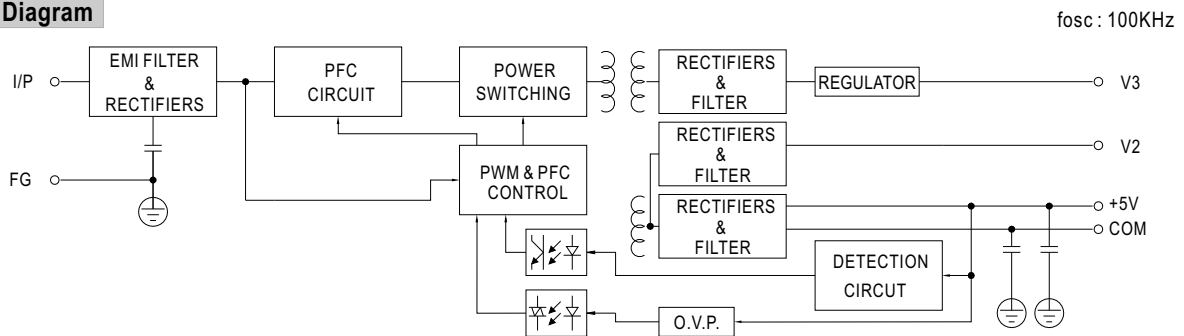 Diagram
fosc : 100KHz
I/P
EMI FILTER
&
RECTIFIERS
PFC
CIRCUIT
POWER
SWITCHING
RECTIFIERS
&
FILTER
REGULATOR
V3
RECTIFIERS
&
FILTER
V2
FG
PWM & PFC
CONTROL
RECTIFIERS
&
FILTER
+5V
COM
DETECTION
CIRCUT
O.V.P.